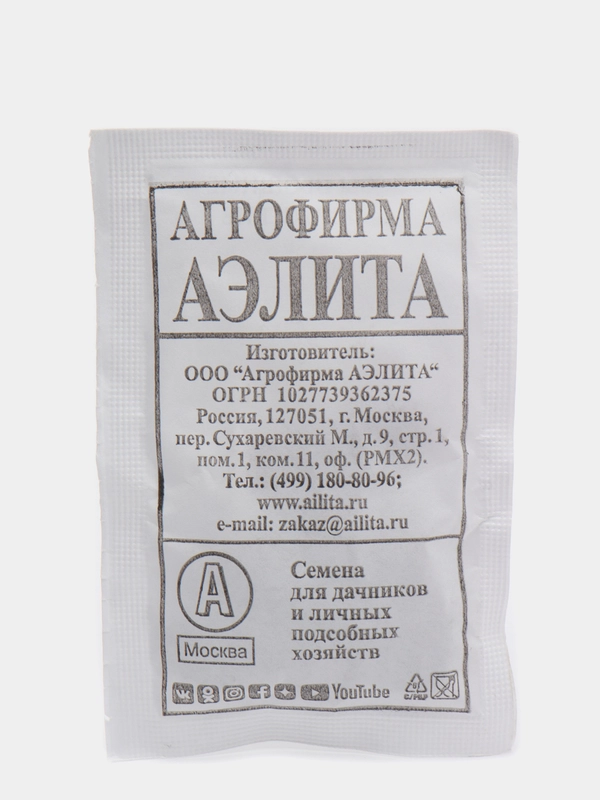 АГРОФИРМА
АЭЛИТА
Изготовитель:
ООО “Агрофирма АЭЛИТА“
ОГРН 1027739362375
Россия, 127051, г. Москва,
пер. Сухаревский М., д. 9, стр. 1,
пом. 1, ком. 11, оф. (РМХ2).
Тел.: (499) 180-80-96;
www.ailita.ru
e-mail: zakaz@ailita.ru
А
Москва
Семена
для дачников
и личных
подсобных
хозяйств
YouTube